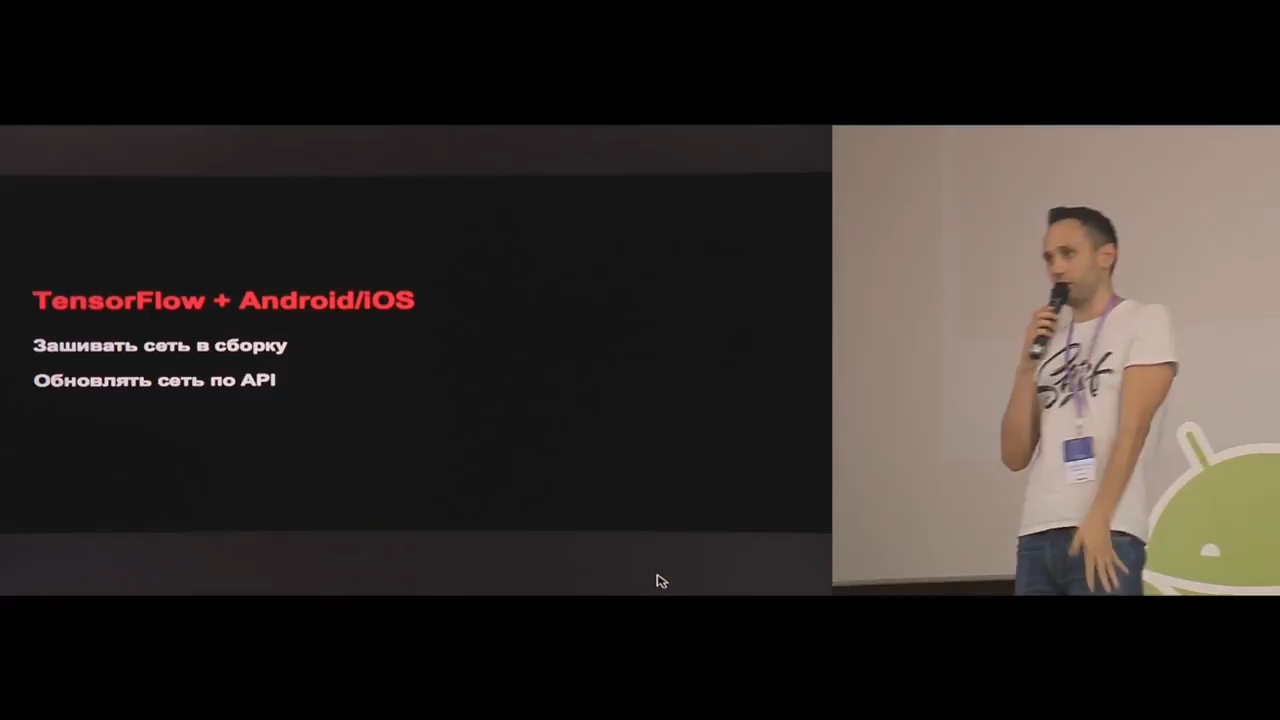 TensorFlow + Android/iOS
Зашивать сеть в сборку
Обновлять сеть по API